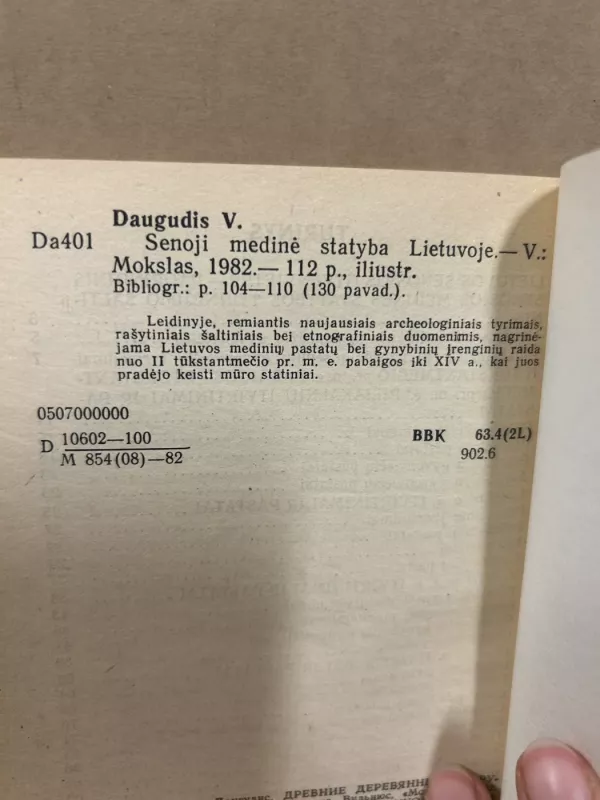 Daugudis V.
Da401 Senoji medinė statyba Lietuvoje.— V.:
Mokslas, 1982.— 112 p., iliustr.
Bibliogr.: p. 104—110 (130 pavad.).
Leidinyje, remiantis naujausiais archeologiniais tyrimais,
rašytiniais šaltiniais bei etnografiniais duomenimis, nagrinė-
jama Lietuvos medinių pastatų bei gynybinių įrenginių raida
nuo II tūkstantmečio pr. m. e. pabaigos iki XIV a., kai juos
pradėjo keisti mūro statiniai.
0507000000
D 10602—100
M 854(08)—82
BBK 63.4(2L)
902.6
ДРЕВНИЕ